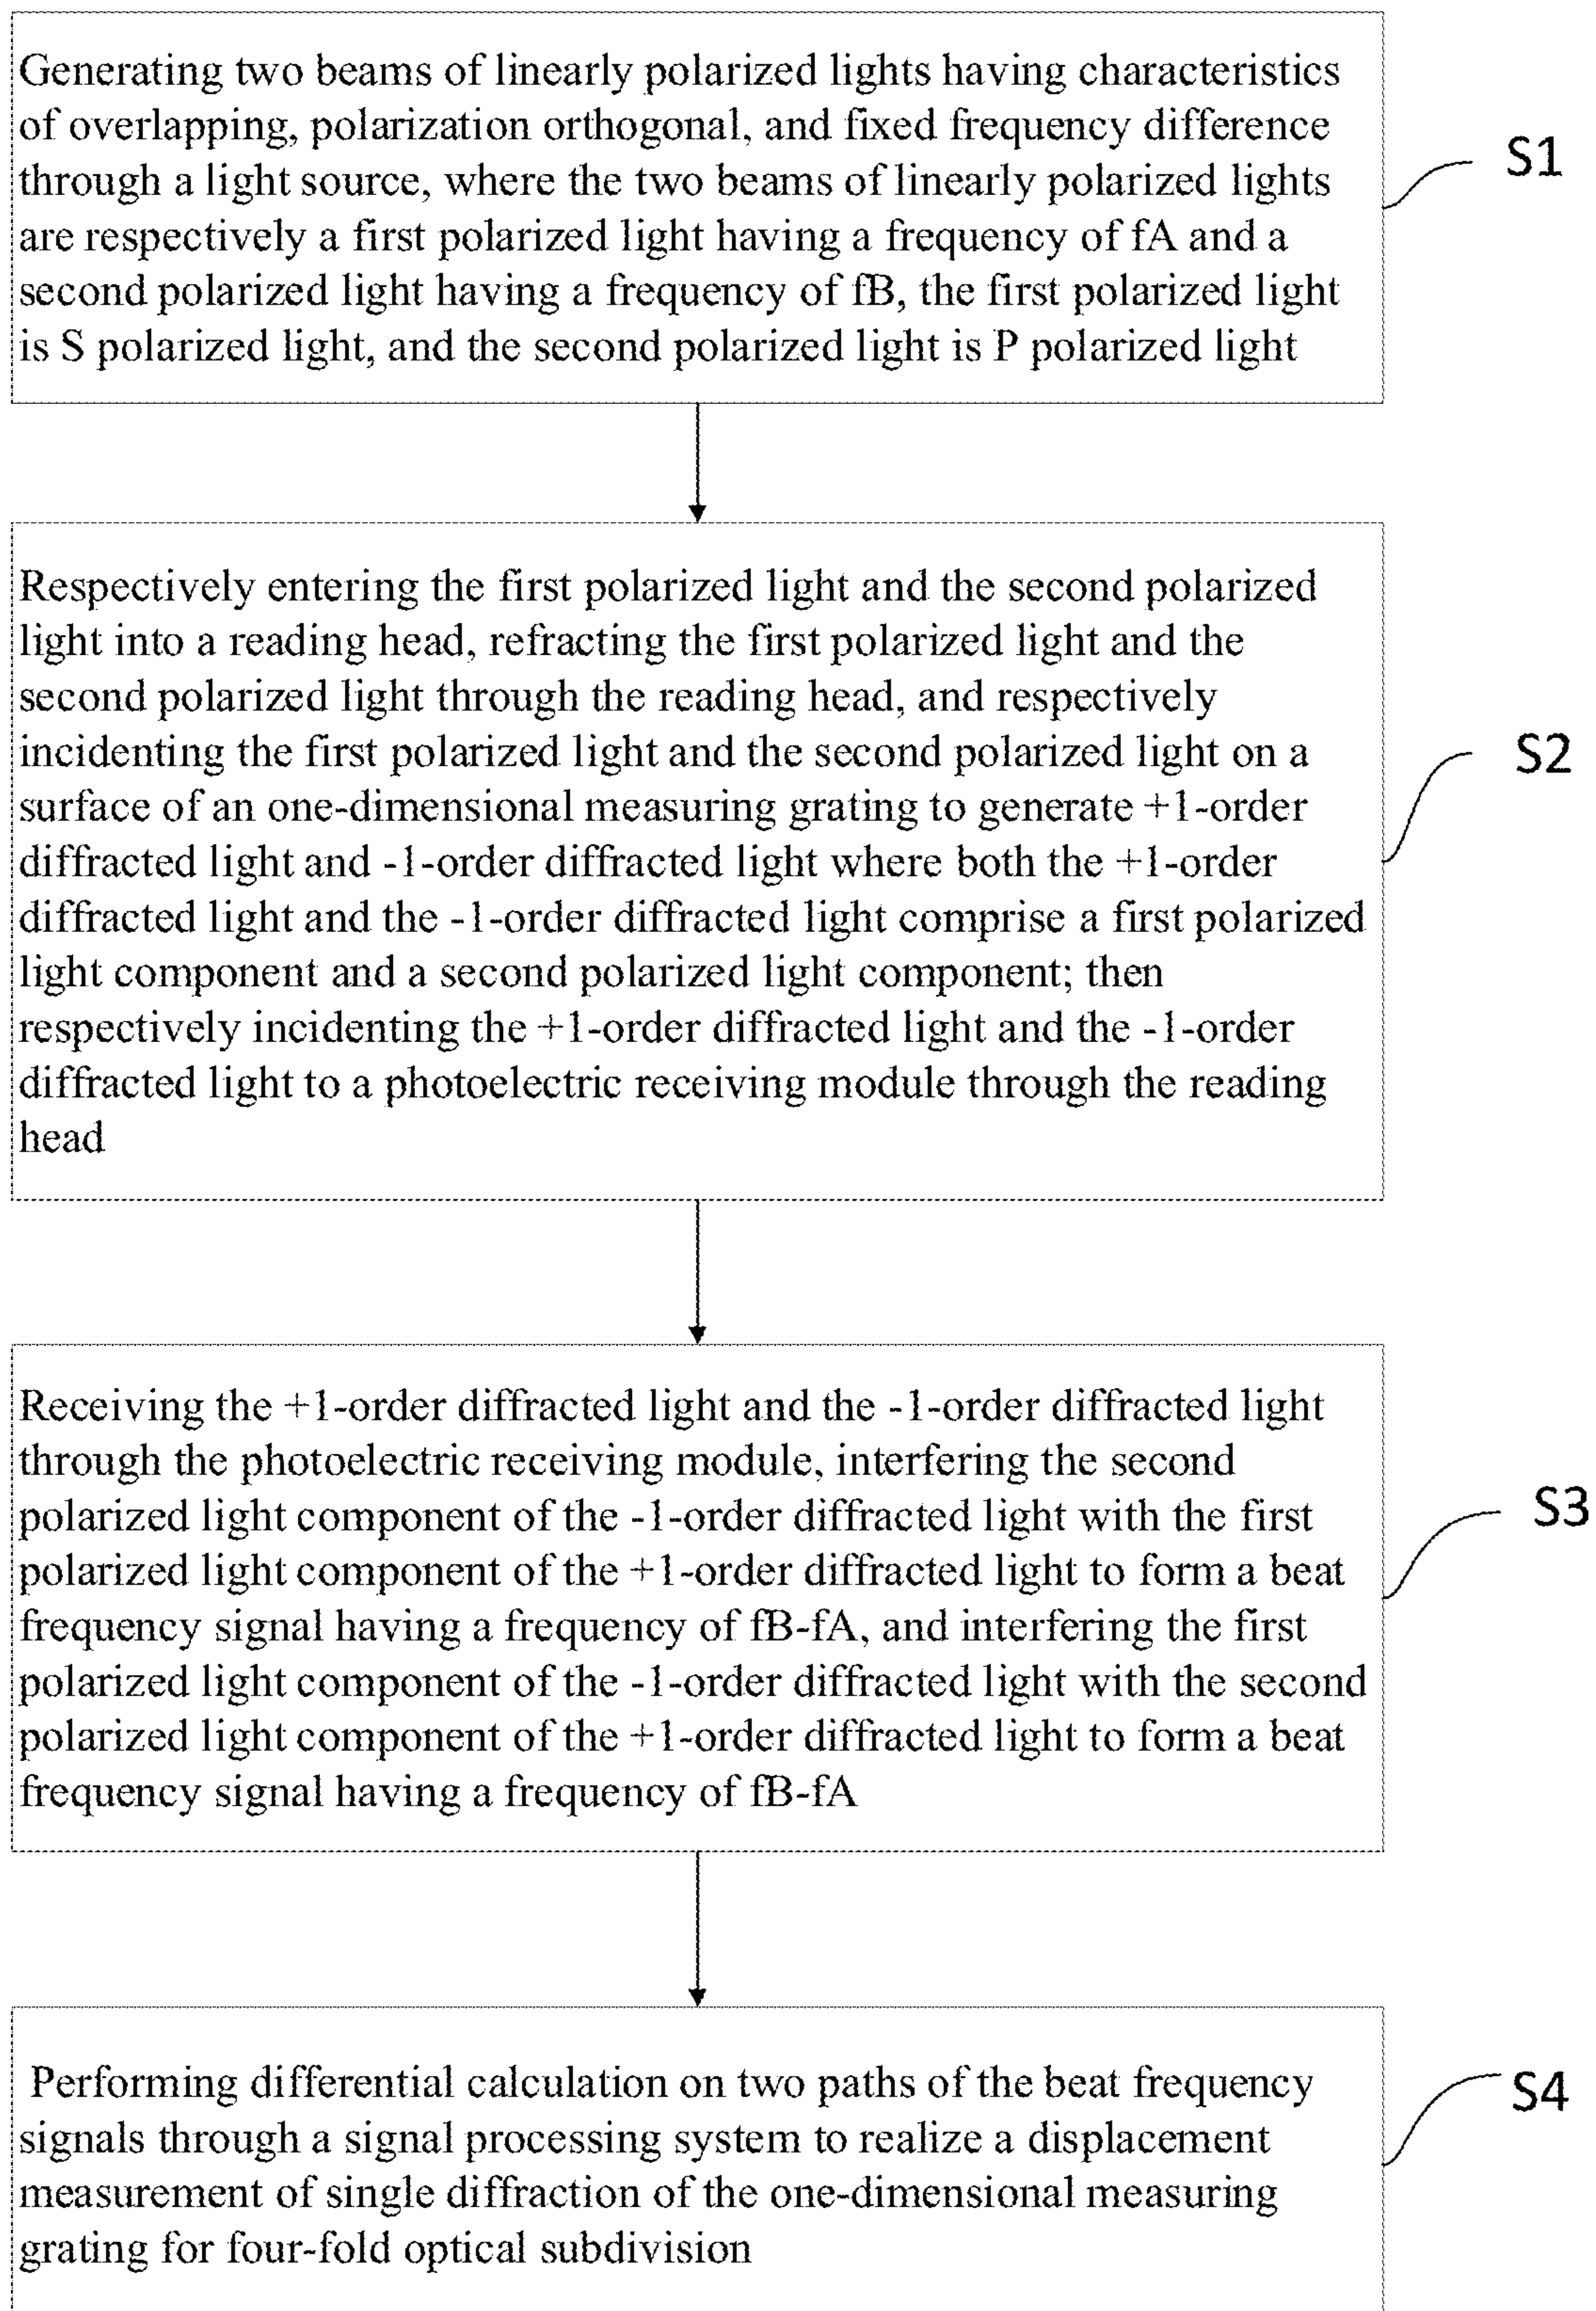 Generating two beams of linearly polarized lights having characteristics
of overlapping, polarization orthogonal, and fixed frequency difference
through a light source, where the two beams of linearly polarized lights
are respectively a first polarized light having a frequency of fA and a
second polarized light having a frequency of fB, the first polarized light
is S polarized light, and the second polarized light is P polarized light
S1
Respectively entering the first polarized light and the second polarized
light into a reading head, refracting the first polarized light and the
second polarized light through the reading head, and respectively
incidenting the first polarized light and the second polarized light on a
surface of an one-dimensional measuring grating to generate +1-order
diffracted light and -1-order diffracted light where both the +1-order
diffracted light and the -1-order diffracted light comprise a first polarized
light component and a second polarized light component; then
respectively incidenting the +1-order diffracted light and the -1-order
diffracted light to a photoelectric receiving module through the reading
head
S2
Receiving the +1-order diffracted light and the -1-order diffracted light
through the photoelectric receiving module, interfering the second
polarized light component of the -1-order diffracted light with the first
polarized light component of the +1-order diffracted light to form a beat
frequency signal having a frequency of fB-fA, and interfering the first
polarized light component of the -1-order diffracted light with the second
polarized light component of the +1-order diffracted light to form a beat
frequency signal having a frequency of fB-fA
S3
Performing differential calculation on two paths of the beat frequency
signals through a signal processing system to realize a displacement
measurement of single diffraction of the one-dimensional measuring
grating for four-fold optical subdivision
S4